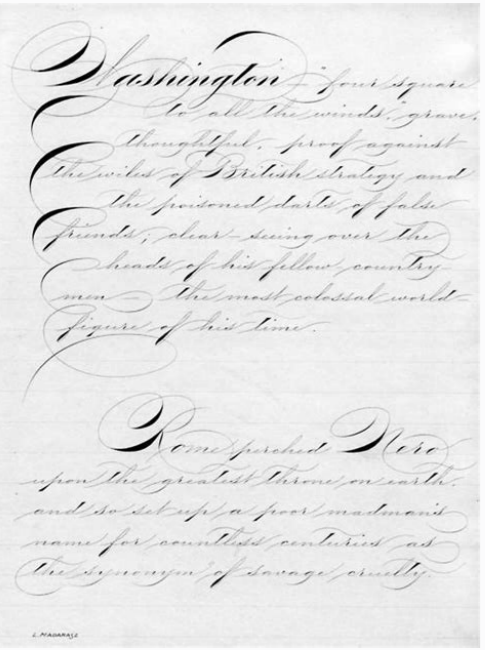 Washington – "four square
to all the winds," grave,
thoughtful, proof against
the wiles of British strategy and
the poisoned darts of false
friends; clear-seeing over the
heads of his fellow-country-
men – the most colossal world-
figure of his time.
Rome perched Nero
upon the greatest throne on earth,
and so set up a poor madman's
name for countless centuries as
the synonym of savage cruelty.
L. MADARASZ